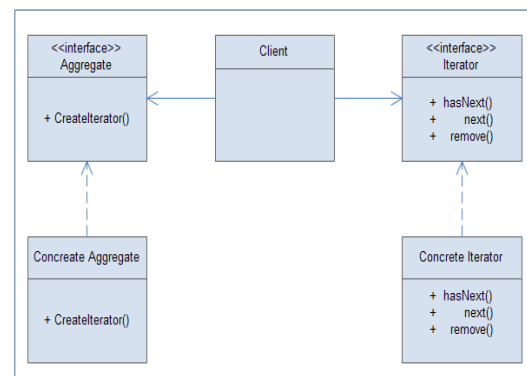 <<interface>>
Aggregate
+ CreateIterator()
Client
<<interface>>
Iterator
+ hasNext()
+ next()
+ remove()
Concreate Aggregate
+ CreateIterator()
Concrete Iterator
+ hasNext()
+ next()
+ remove()